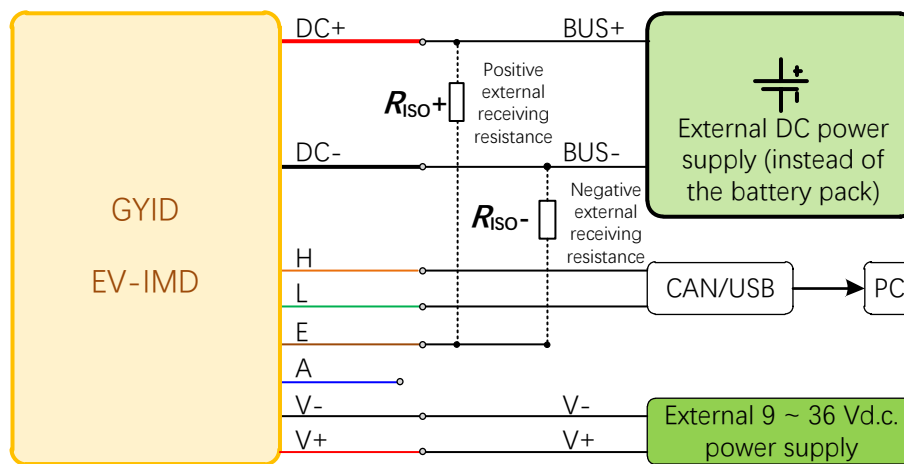 DC+
BUS+
Positive
external
receiving
resistance
RISO+
External DC power
supply (instead of
the battery pack)
DC-
BUS-
GYID
EV-IMD
Negative
external
receiving
resistance
RISO-
H
L
CAN/USB
PC
E
A
V-
V-
V+
V+
External 9 ~ 36 Vd.c.
power supply